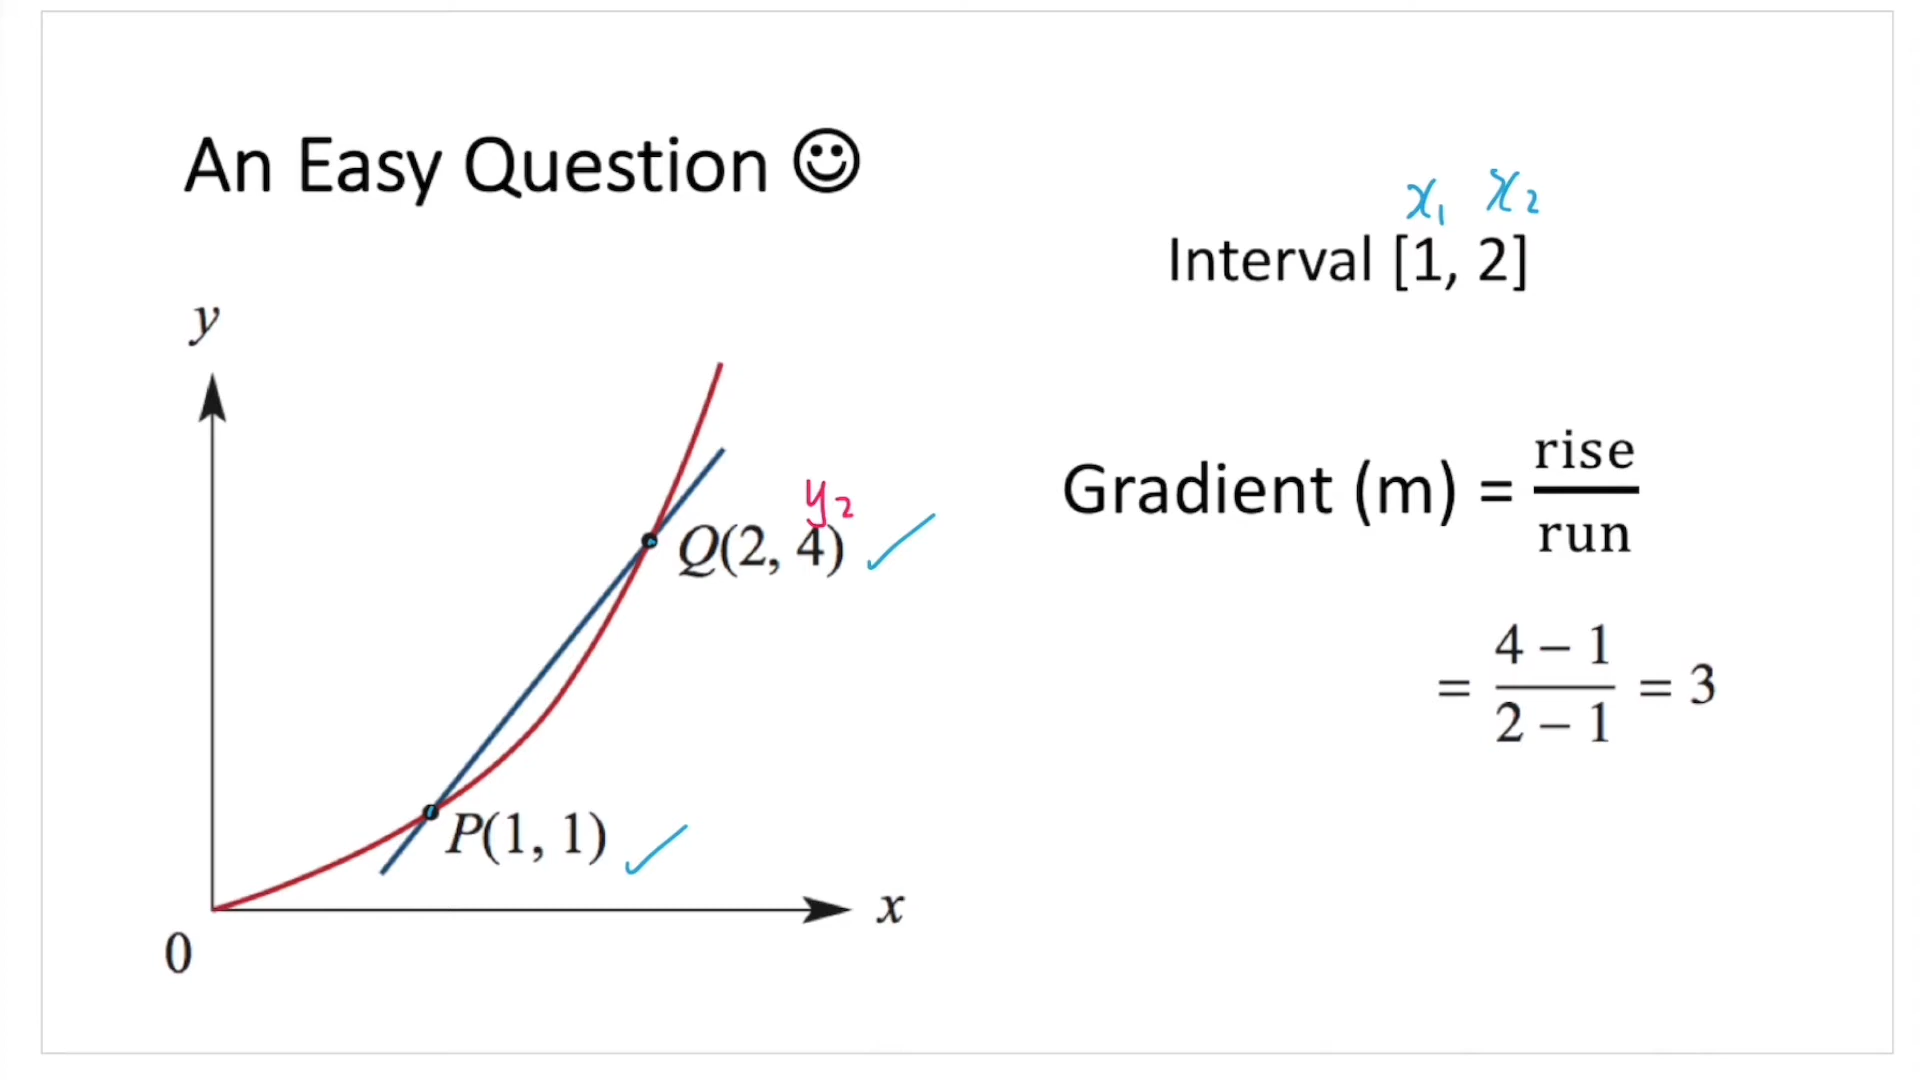 An Easy Question ☺
x₁ x₂
Interval [1, 2]
y
Gradient (m) = rise/run
y₂
Q(2, 4) ✓
= 4 – 1/2 – 1 = 3
P(1, 1) ✓
x
0